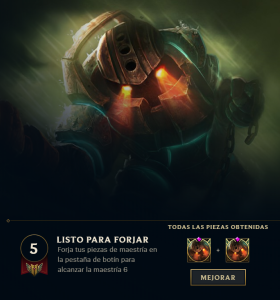 TODAS LAS PIEZAS OBTENIDAS
5
LISTO PARA FORJAR
Forja tus piezas de maestría en
la pestaña de botín para
alcanzar la maestría 6
+
MEJORAR